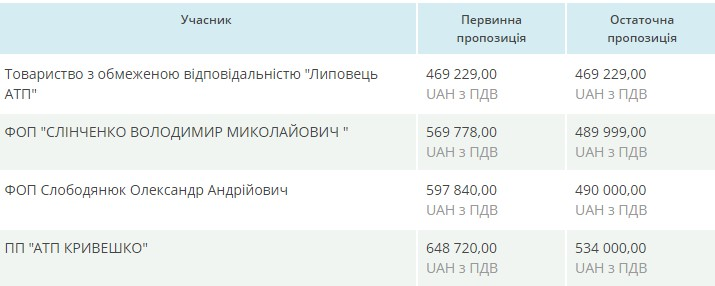 Учасник
Первинна
пропозиція
Остаточна
пропозиція
Товариство з обмеженою відповідальністю "Липовець
АТП"
469 229,00
UAH з ПДВ
469 229,00
UAH з ПДВ
ФОП "СЛІНЧЕНКО ВОЛОДИМИР МИКОЛАЙОВИЧ "
569 778,00
UAH з ПДВ
489 999,00
UAH з ПДВ
ФОП Слободянюк Олександр Андрійович
597 840,00
UAH з ПДВ
490 000,00
UAH з ПДВ
ПП "АТП КРИВЕШКО"
648 720,00
UAH з ПДВ
534 000,00
UAH з ПДВ